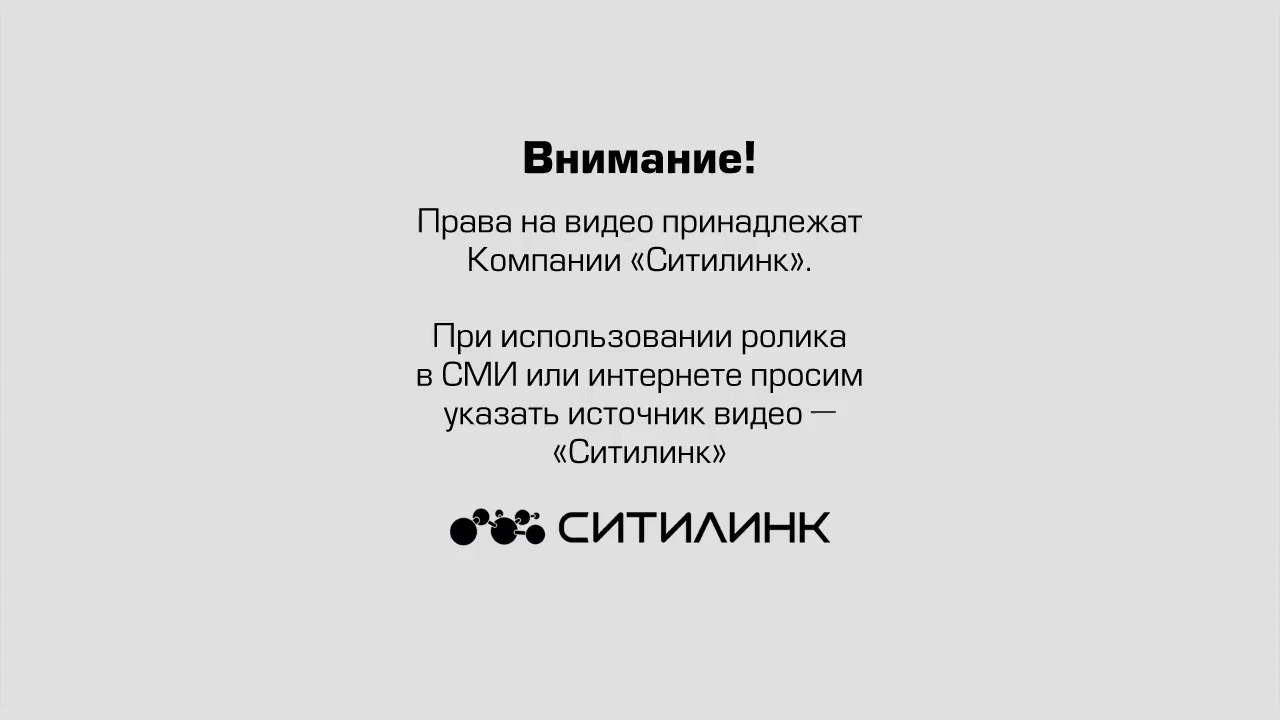 Внимание!
Права на видео принадлежат
Компании «Ситилинк».
При использовании ролика
в СМИ или интернете просим
указать источник видео —
«Ситилинк»
СИТИЛИНК